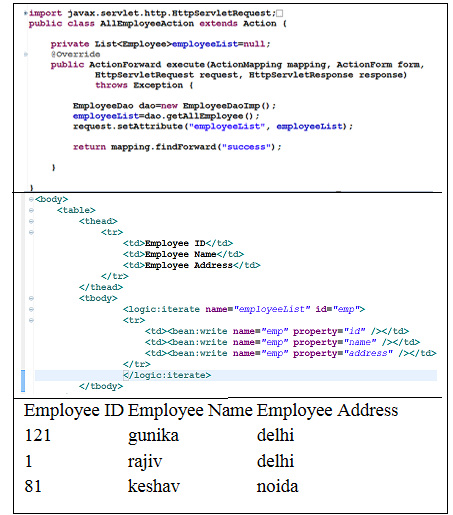 import javax.servlet.http.HttpServletRequest;
public class AllEmployeeAction extends Action {
private List<Employee>employeeList=null;
@Override
public ActionForward execute(ActionMapping mapping, ActionForm form,
HttpServletRequest request, HttpServletResponse response)
throws Exception {
EmployeeDao dao=new EmployeeDaoImp();
employeeList=dao.getAllEmployee();
request.setAttribute("employeeList", employeeList);
return mapping.findForward("success");
}
}
<body>
<table>
<thead>
<tr>
<td>Employee ID</td>
<td>Employee Name</td>
<td>Employee Address</td>
</tr>
</thead>
<tbody>
<logic:iterate name="employeeList" id="emp">
<tr>
<td><bean:write name="emp" property="id" /></td>
<td><bean:write name="emp" property="name" /></td>
<td><bean:write name="emp" property="address" /></td>
</tr>
</logic:iterate>
</tbody>
Employee ID Employee Name Employee Address
121 gunika delhi
1 rajiv delhi
81 keshav noida